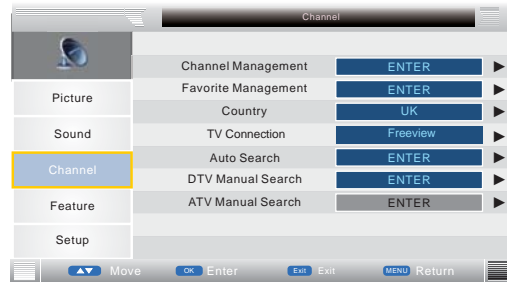 Channel
Channel Management ENTER
Favorite Management ENTER
Picture
Country UK
Sound
TV Connection Freeview
Auto Search ENTER
Channel
DTV Manual Search ENTER
Feature
ATV Manual Search ENTER
Setup
Move OK Enter Exit Exit MENU Return